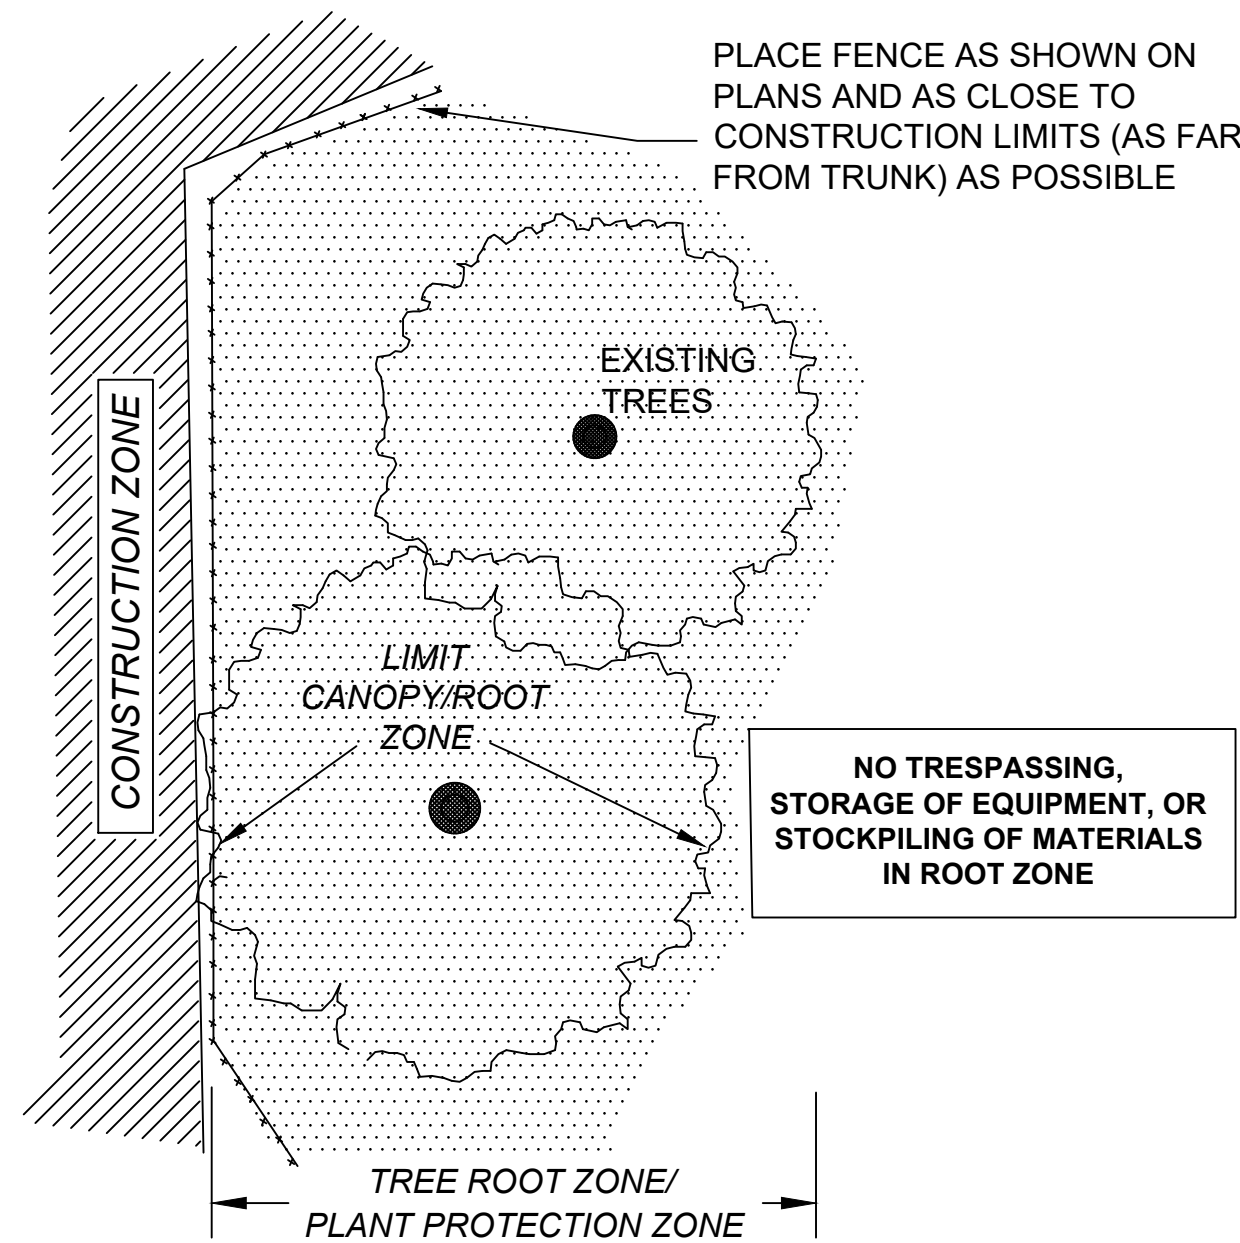 PLACE FENCE AS SHOWN ON
PLANS AND AS CLOSE TO
CONSTRUCTION LIMITS (AS FAR
FROM TRUNK) AS POSSIBLE
EXISTING
TREES
CONSTRUCTION ZONE
LIMIT
CANOPY/ROOT
ZONE
NO TRESPASSING,
STORAGE OF EQUIPMENT, OR
STOCKPILING OF MATERIALS
IN ROOT ZONE
TREE ROOT ZONE/
PLANT PROTECTION ZONE